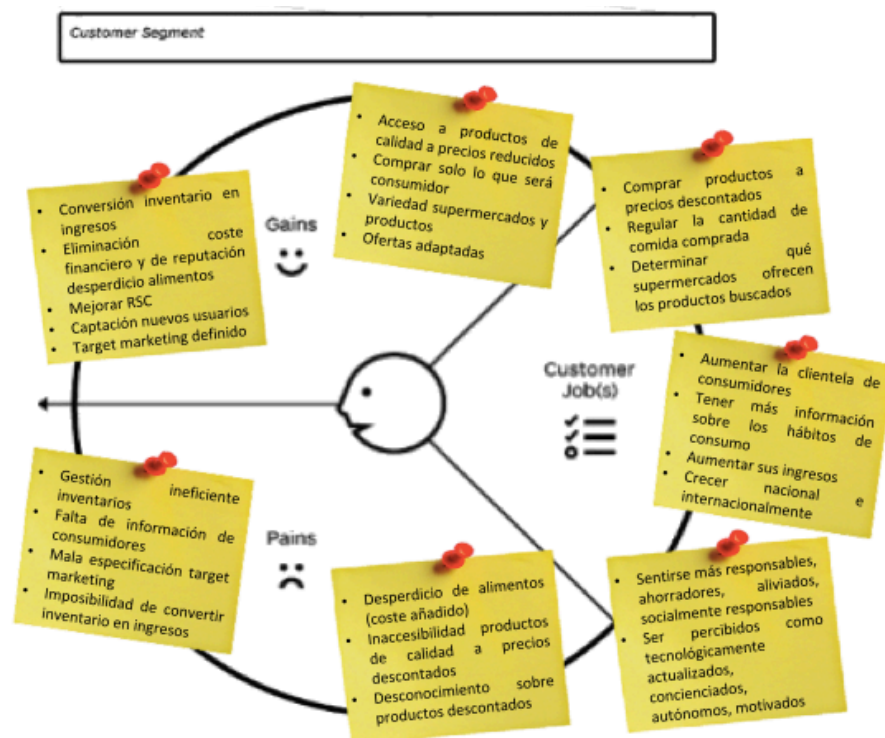 Customer Segment
Gains
• Conversión inventario en
ingresos
• Eliminación coste
financiero y de reputación
desperdicio alimentos
• Mejorar RSC
• Captación nuevos usuarios
• Target marketing definido
• Acceso a productos de
calidad a precios reducidos
• Comprar solo lo que será
consumidor
• Variedad supermercados y
productos
• Ofertas adaptadas
Customer
Job(s)
• Comprar productos a
precios descontados
• Regular la cantidad de
comida comprada
• Determinar qué
supermercados ofrecen
los productos buscados
• Aumentar la clientela de
consumidores
• Tener más información
sobre los hábitos de
consumo
• Aumentar sus ingresos
• Crecer nacional e
internacionalmente
• Sentirse más responsables,
ahorradores, aliviados,
socialmente responsables
• Ser percibidos como
tecnológicamente
actualizados,
concienciados,
autónomos, motivados
Pains
• Gestión ineficiente
inventarios
• Falta de información de
consumidores
• Mala especificación target
marketing
• Imposibilidad de convertir
inventario en ingresos
• Desperdicio de alimentos
(coste añadido)
• Inaccesibilidad productos
de calidad a precios
descontados
• Desconocimiento sobre
productos descontados